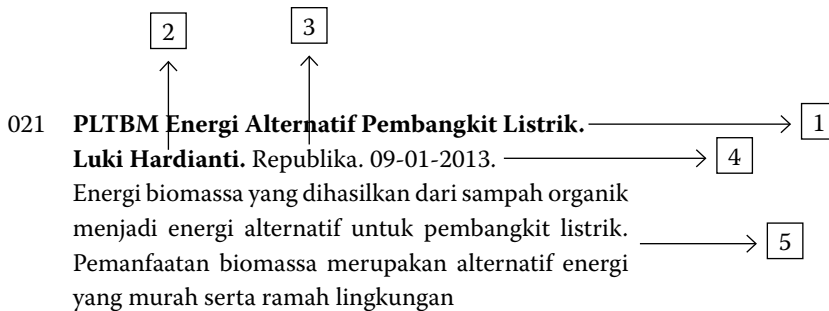 2 3
021 PLTBM Energi Alternatif Pembangkit Listrik. 1
Luki Hardianti. Republika. 09-01-2013. 4
Energi biomassa yang dihasilkan dari sampah organik
menjadi energi alternatif untuk pembangkit listrik.
5
Pemanfaatan biomassa merupakan alternatif energi
yang murah serta ramah lingkungan